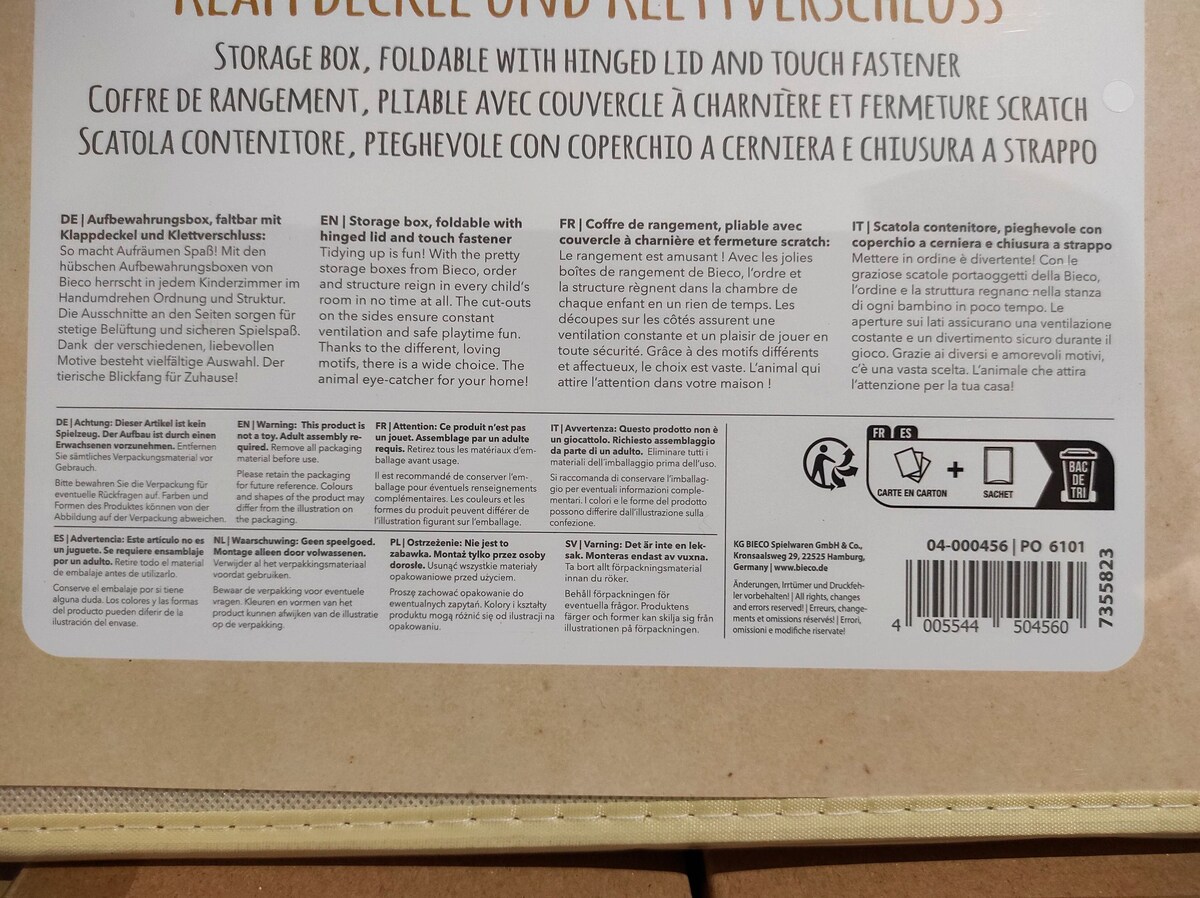 KLAPPDECKEL UND KLETTVERSCHLUSS
STORAGE BOX, FOLDABLE WITH HINGED LID AND TOUCH FASTENER
COFFRE DE RANGEMENT, PLIABLE AVEC COUVERCLE À CHARNIÈRE ET FERMETURE SCRATCH
SCATOLA CONTENITORE, PIEGHEVOLE CON COPERCHIO A CERNIERA E CHIUSURA A STRAPPO
DE | Aufbewahrungsbox, faltbar mit
Klappdeckel und Klettverschluss:
So macht Aufräumen Spaß! Mit den
hübschen Aufbewahrungsboxen von
Bieco herrscht in jedem Kinderzimmer im
Handumdrehen Ordnung und Struktur.
Die Ausschnitte an den Seiten sorgen für
stetige Belüftung und sicheren Spielspaß.
Dank der verschiedenen, liebevollen
Motive besteht vielfältige Auswahl. Der
tierische Blickfang für Zuhause!
EN | Storage box, foldable with
hinged lid and touch fastener
Tidying up is fun! With the pretty
storage boxes from Bieco, order
and structure reign in every child's
room in no time at all. The cut-outs
on the sides ensure constant
ventilation and safe playtime fun.
Thanks to the different, loving
motifs, there is a wide choice. The
animal eye-catcher for your home!
FR | Coffre de rangement, pliable avec
couvercle à charnière et fermeture scratch:
Le rangement est amusant ! Avec les jolies
boîtes de rangement de Bieco, l'ordre et
la structure règnent dans la chambre de
chaque enfant en un rien de temps. Les
découpes sur les côtés assurent une
ventilation constante et un plaisir de jouer en
toute sécurité. Grâce à des motifs différents
et affectueux, le choix est vaste. L'animal qui
attire l'attention dans votre maison !
IT | Scatola contenitore, pieghevole con
coperchio a cerniera e chiusura a strappo
Mettere in ordine è divertente! Con le
graziose scatole portaoggetti della Bieco,
l'ordine e la struttura regnano nella stanza
di ogni bambino in poco tempo. Le
aperture sui lati assicurano una ventilazione
costante e un divertimento sicuro durante il
gioco. Grazie ai diversi e amorevoli motivi,
c'è una vasta scelta. L'animale che attira
l'attenzione per la tua casa!
DE | Achtung: Dieser Artikel ist kein
Spielzeug. Der Aufbau ist durch einen
Erwachsenen vorzunehmen. Entfernen
Sie sämtliches Verpackungsmaterial vor
Gebrauch.
Bitte bewahren Sie die Verpackung für
eventuelle Rückfragen auf. Farben und
Formen des Produktes können von der
Abbildung auf der Verpackung abweichen.
EN | Warning: This product is
not a toy. Adult assembly re-
quired. Remove all packaging
material before use.
Please retain the packaging
for future reference. Colours
and shapes of the product may
differ from the illustration on
the packaging.
FR | Attention: Ce produit n'est pas
un jouet. Assemblage par un adulte
requis. Retirez tous les matériaux d'em-
ballage avant usage.
Il est recommandé de conserver l'em-
ballage pour éventuels renseignements
complémentaires. Les couleurs et les
formes du produit peuvent différer de
l'illustration figurant sur l'emballage.
IT | Avvertenza: Questo prodotto non è
un giocattolo. Richiesto assemblaggio
da parte di un adulto. Eliminare tutti i
materiali dell'imballaggio prima dell'uso.
Si raccomanda di conservare l'imballag-
gio per eventuali informazioni comple-
mentari. I colori e le forme del prodotto
possono differire dall'illustrazione sulla
confezione.
FR ES
CARTE EN CARTON + SACHET
BAC
DE
TRI
ES | Advertencia: Este artículo no es
un juguete. Se requiere ensamblaje
por un adulto. Retire todo el material
de embalaje antes de utilizarlo.
Conserve el embalaje por si tiene
alguna duda. Los colores y las formas
del producto pueden diferir de la
ilustración del envase.
NL | Waarschuwing: Geen speelgoed.
Montage alleen door volwassenen.
Verwijder al het verpakkingsmateriaal
voordat gebruiken.
Bewaar de verpakking voor eventuele
vragen. Kleuren en vormen van het
product kunnen afwijken van de illustratie
op de verpakking.
PL | Ostrzeżenie: Nie jest to
zabawka. Montaż tylko przez osoby
dorosłe. Usunąć wszystkie materiały
opakowaniowe przed użyciem.
Proszę zachować opakowanie do
ewentualnych zapytań. Kolory i kształty
produktu mogą różnić się od ilustracji na
opakowaniu.
SV | Varning: Det är inte en lek-
sak. Monteras endast av vuxna.
Ta bort allt förpackningsmaterial
innan du röker.
Behåll förpackningen för
eventuella frågor. Produktens
färger och former kan skilja sig från
illustrationen på förpackningen.
KG BIECO Spielwaren GmbH & Co.,
Kronsaalsweg 29, 22525 Hamburg,
Germany | www.bieco.de
Änderungen, Irrtümer und Druckfeh-
ler vorbehalten! | All rights, changes
and errors reserved! | Erreurs, change-
ments et omissions réservés! | Errori,
omissioni e modifiche riservate!
04-000456 | PO 6101
4 005544 504560
7355823